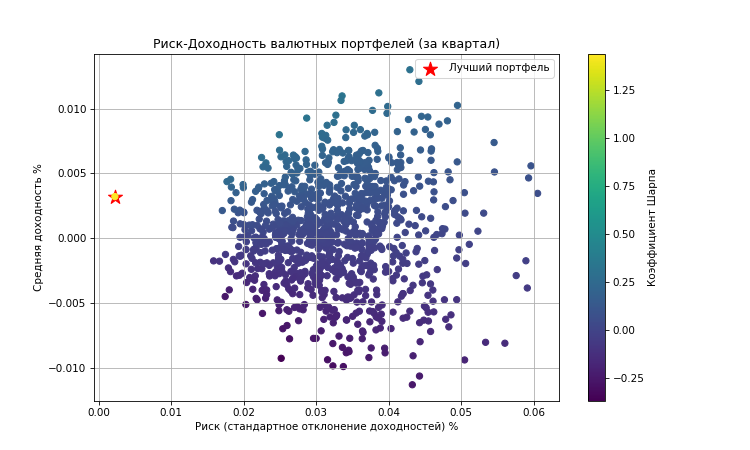 Риск-Доходность валютных портфелей (за квартал)
Лучший портфель
Средняя доходность %
0.010
0.005
0.000
−0.005
−0.010
0.00 0.01 0.02 0.03 0.04 0.05 0.06
Риск (стандартное отклонение доходностей) %
1.25
1.00
0.75
0.50
0.25
0.00
−0.25
Коэффициент Шарпа